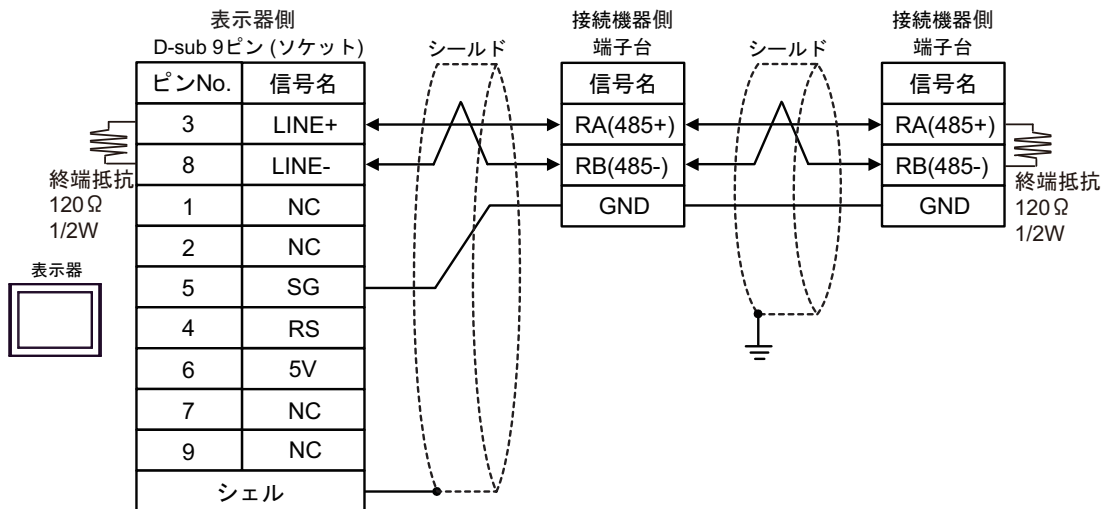 表示器側
D-sub 9ピン (ソケット)
シールド
接続機器側
端子台
シールド
接続機器側
端子台
ピンNo. 信号名
3 LINE+
8 LINE-
1 NC
2 NC
5 SG
4 RS
6 5V
7 NC
9 NC
シェル
終端抵抗
120Ω
1/2W
表示器
信号名
RA(485+)
RB(485-)
GND
信号名
RA(485+)
RB(485-)
GND
終端抵抗
120Ω
1/2W